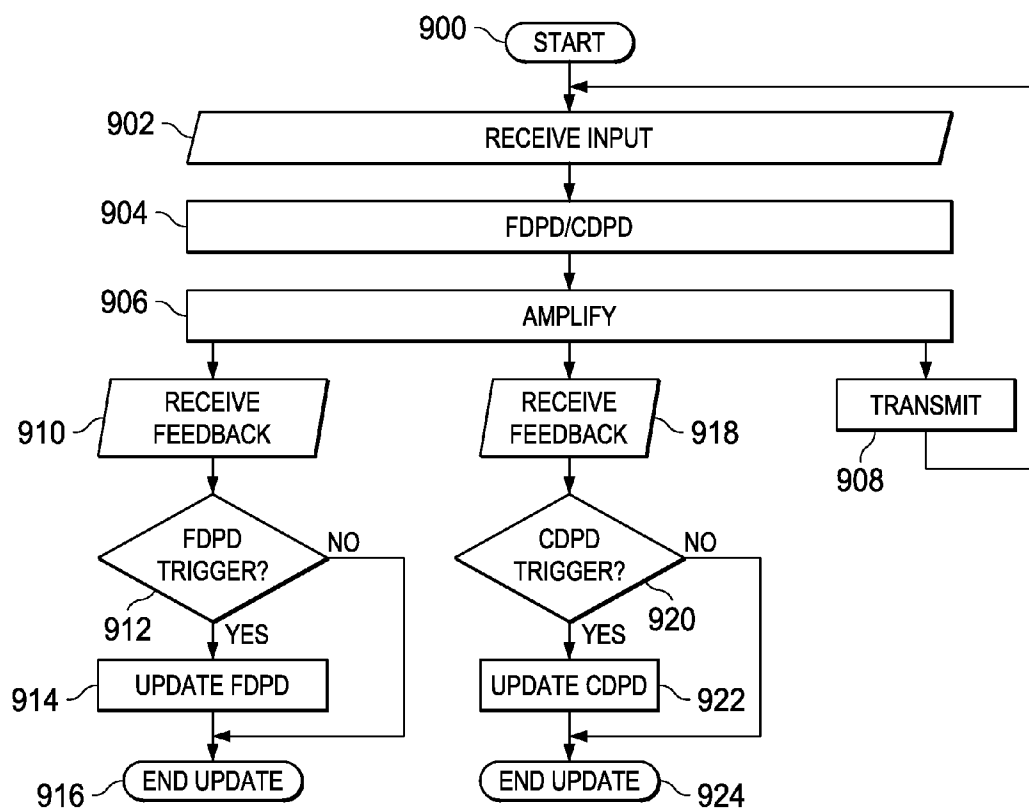 900
START
902
RECEIVE INPUT
904
FDPD/CDPD
906
AMPLIFY
910
RECEIVE
FEEDBACK
RECEIVE
FEEDBACK
918
TRANSMIT
908
FDPD
TRIGGER?
NO
912
YES
CDPD
TRIGGER?
NO
920
YES
914
UPDATE FDPD
UPDATE CDPD
922
916
END UPDATE
END UPDATE
924